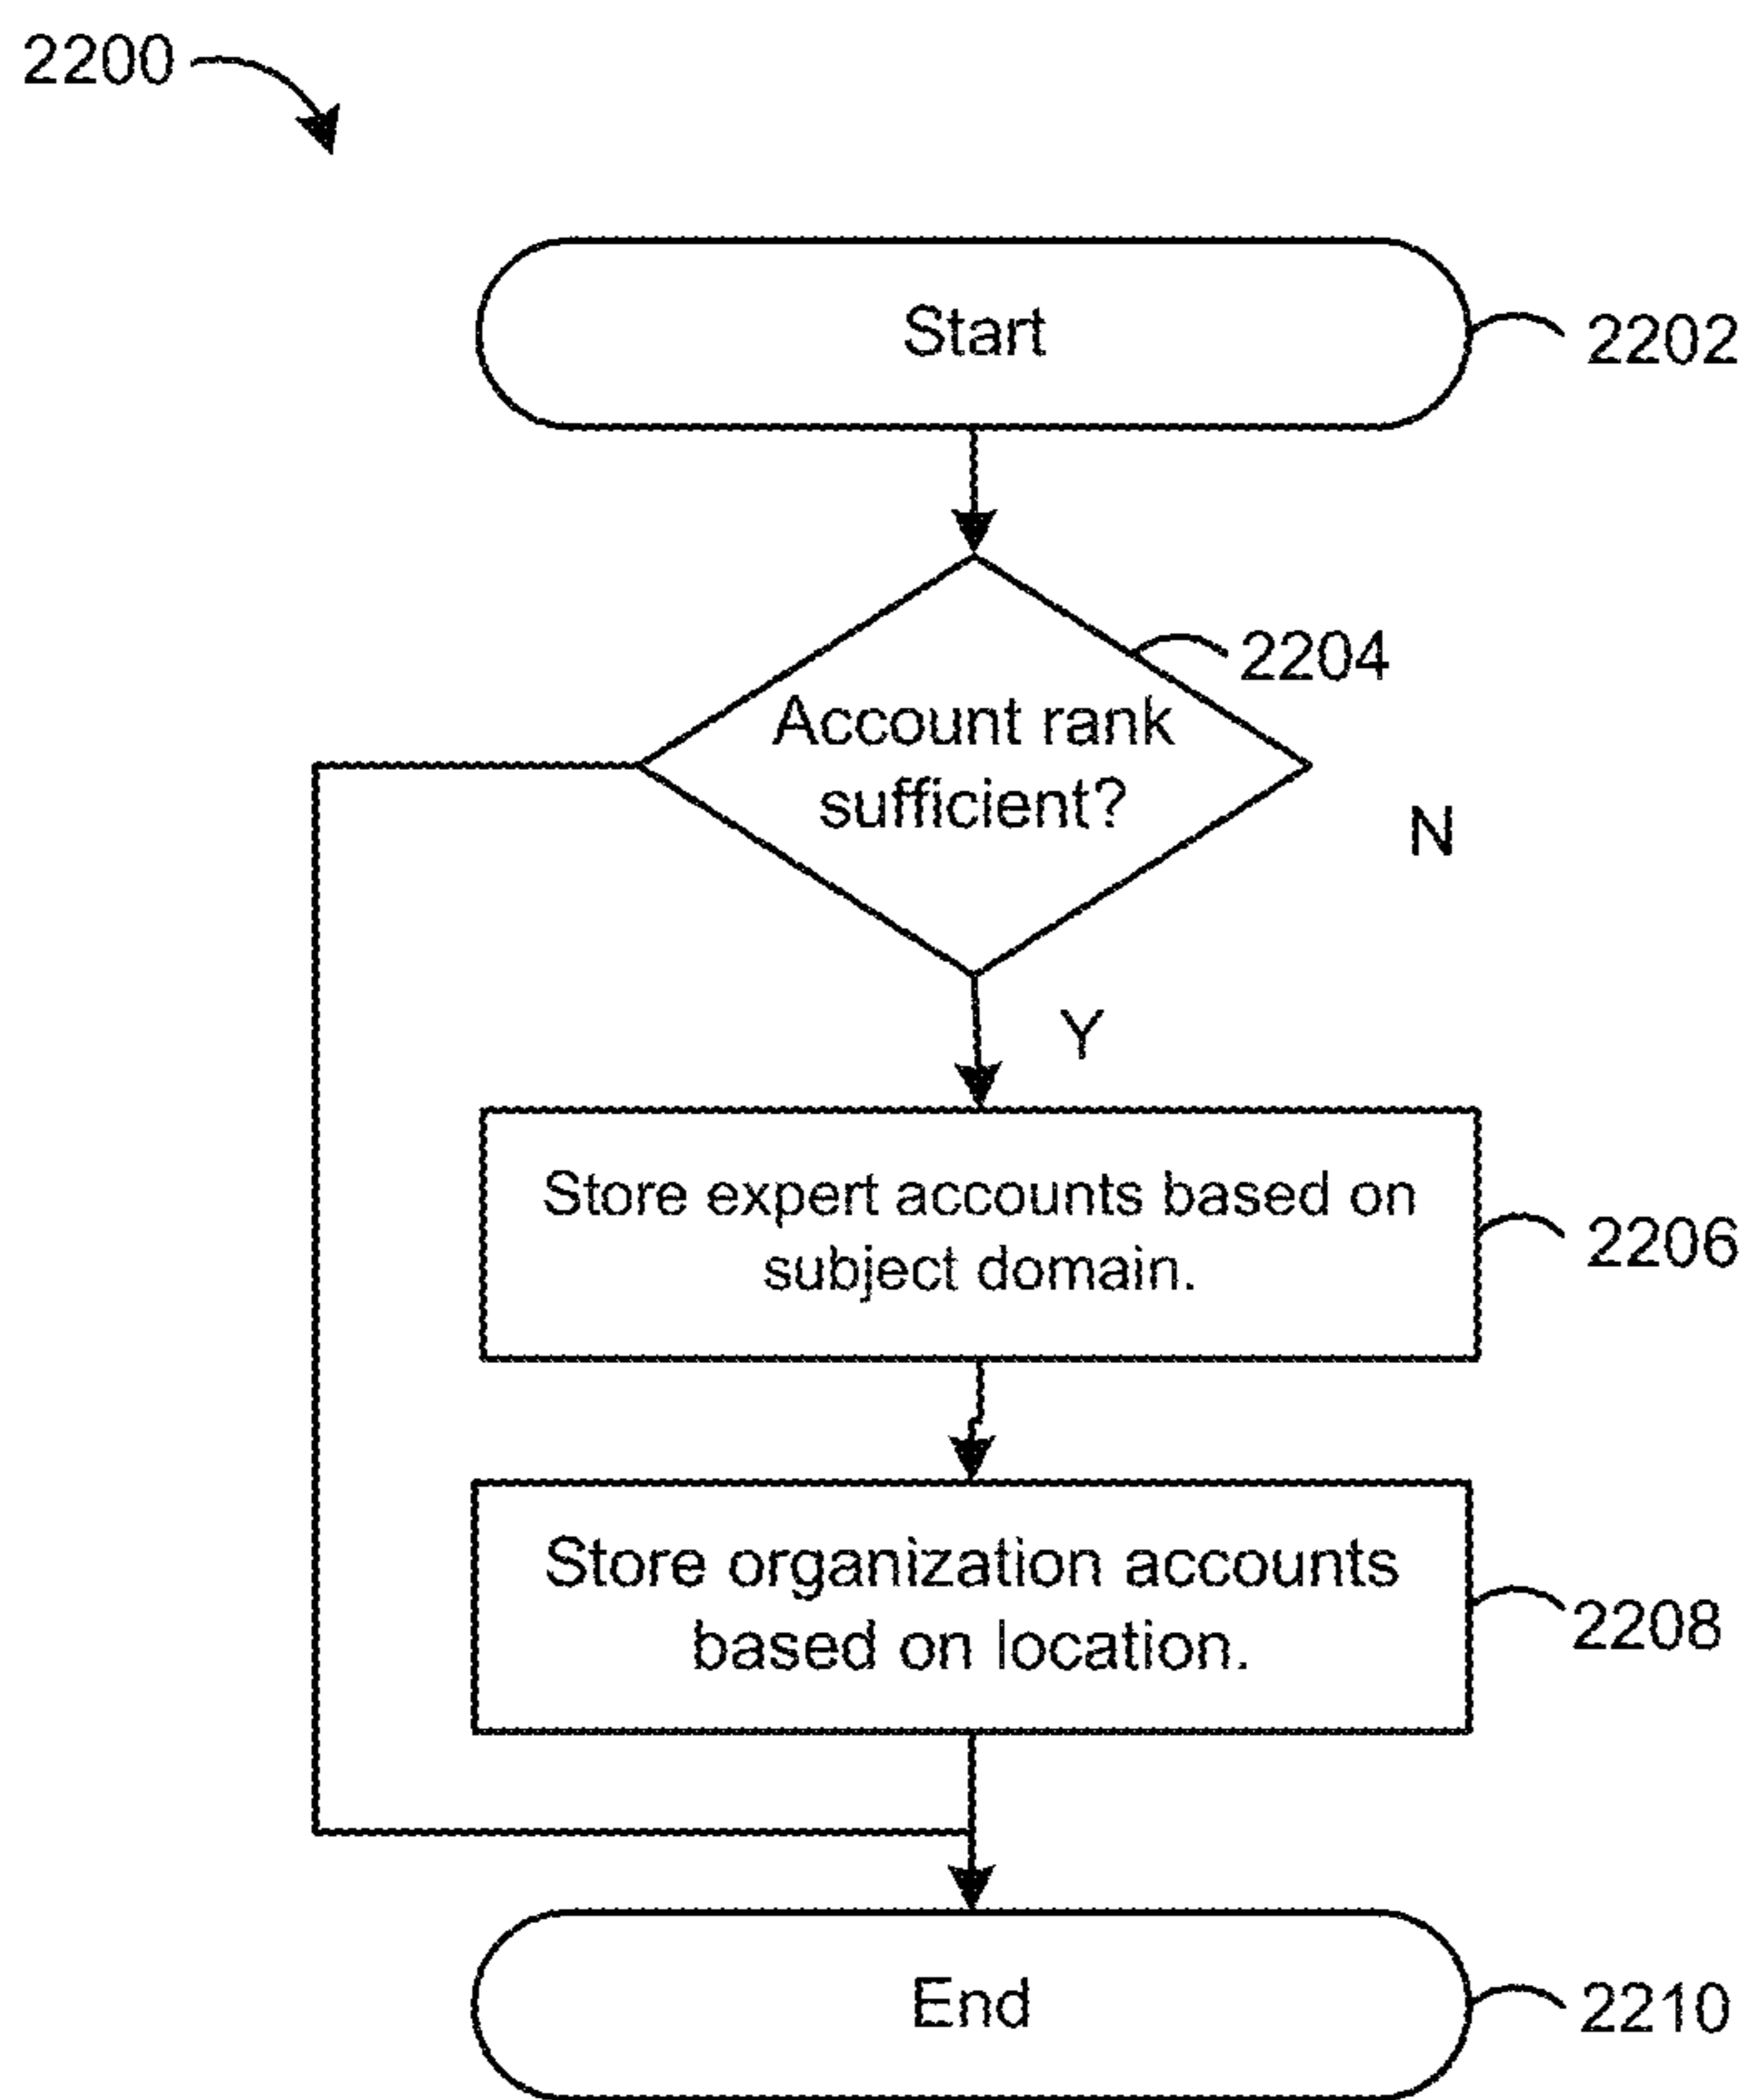 2200
Start
2202
2204
Account rank
sufficient?
N
Y
Store expert accounts based on
subject domain.
2206
Store organization accounts
based on location.
2208
End
2210